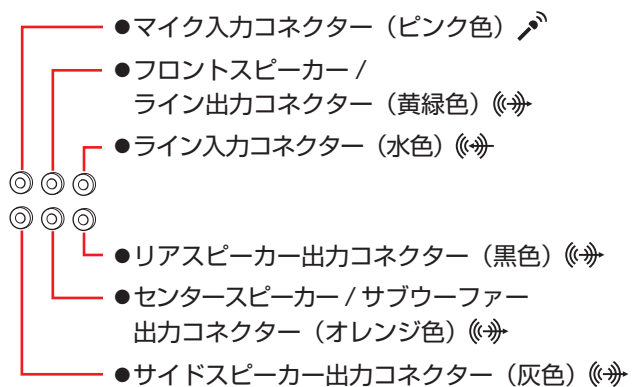 ●マイク入力コネクター（ピンク色）
●フロントスピーカー /
ライン出力コネクター（黄緑色）
●ライン入力コネクター（水色）
●リアスピーカー出力コネクター（黒色）
●センタースピーカー / サブウーファー
出力コネクター（オレンジ色）
●サイドスピーカー出力コネクター（灰色）